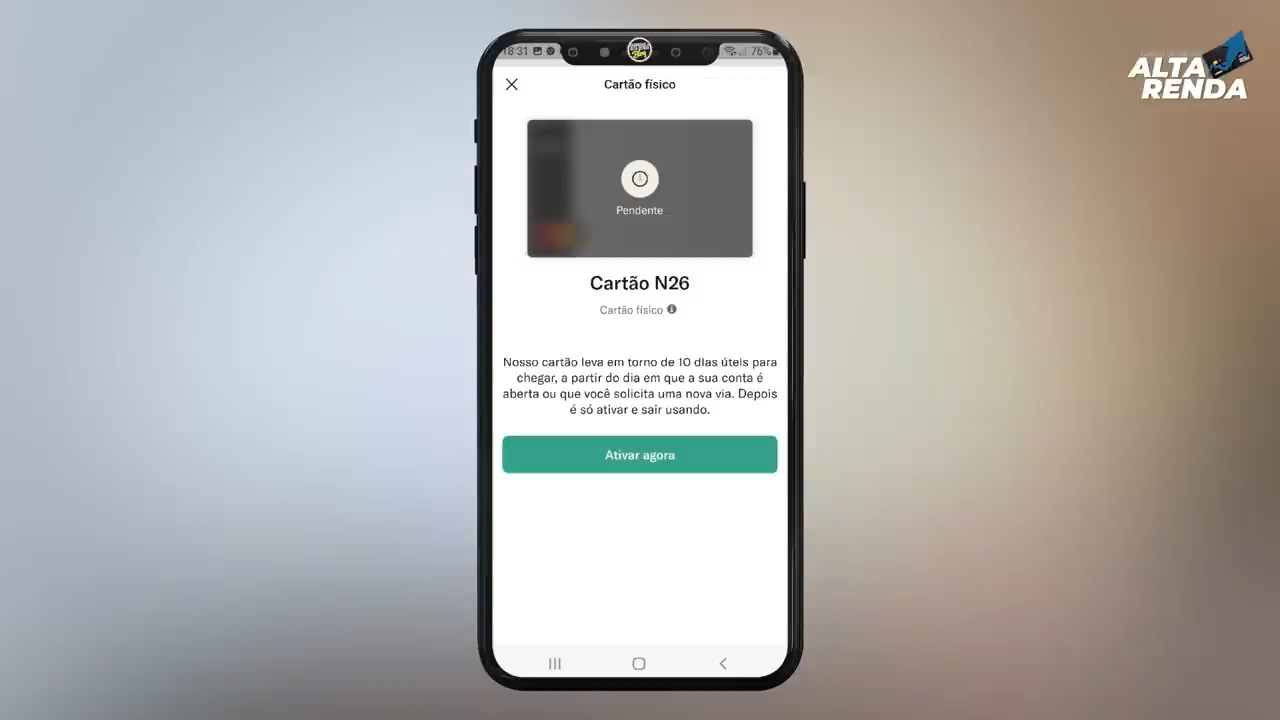 18:31
76%
ALTA
RENDA
Cartão físico
Pendente
Cartão N26
Cartão físico
Nosso cartão leva em torno de 10 dias úteis para
chegar, a partir do dia em que a sua conta é
aberta ou que você solicita uma nova via. Depois
é só ativar e sair usando.
Ativar agora